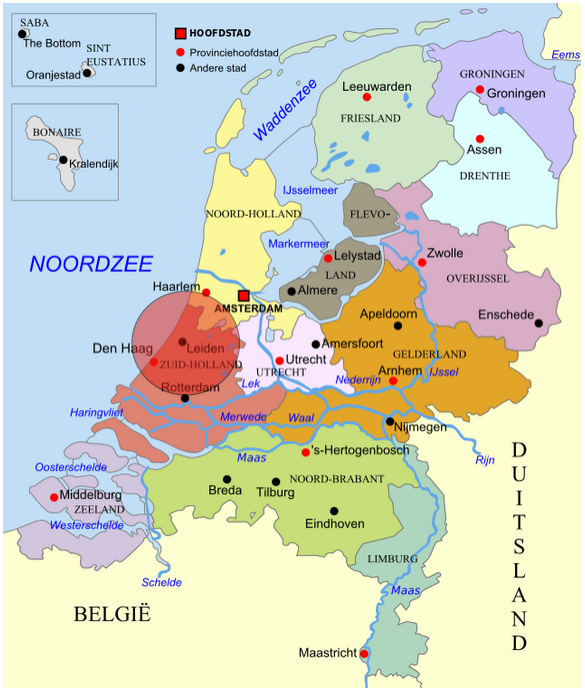 SABA
The Bottom
SINT
EUSTATIUS
Oranjestad
HOOFDSTAD
Provinciehoofdstad
Andere stad
BONAIRE
Kralendijk
Waddenzee
Leeuwarden
FRIESLAND
GRONINGEN
Groningen
Eems
Assen
DRENTHE
IJsselmeer
NOORD-HOLLAND
FLEVO-
Markermeer
Lelystad
LAND
Zwolle
OVERIJSSEL
NOORDZEE
Haarlem
Almere
AMSTERDAM
Apeldoorn
Enschede
Den Haag
Leiden
ZUID-HOLLAND
Amersfoort
Utrecht
UTRECHT
GELDERLAND
Arnhem
IJssel
Rotterdam
Lek
Nederrijn
Haringvliet
Merwede
Waal
Nijmegen
Rijn
Maas
's-Hertogenbosch
Oosterschelde
Middelburg
ZEELAND
Westerschelde
Breda
Tilburg
NOORD-BRABANT
Eindhoven
LIMBURG
Schelde
Maas
BELGIË
DUITSLAND
Maastricht